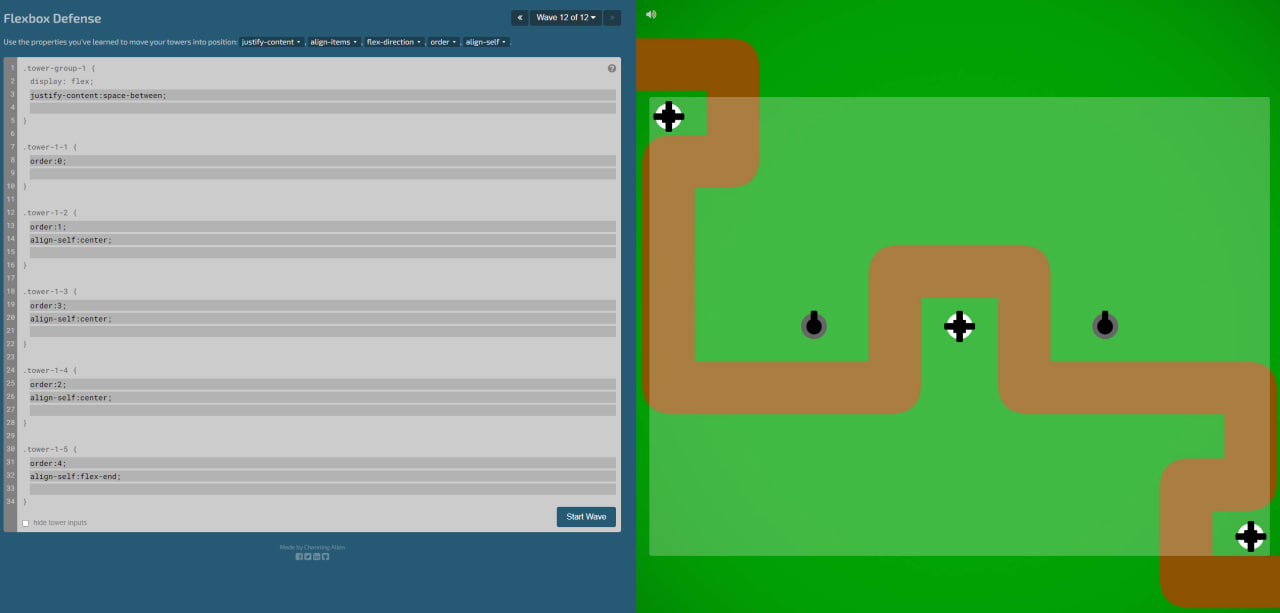 Flexbox Defense
« Wave 12 of 12 »
Use the properties you've learned to move your towers into position: justify-content , align-items , flex-direction , order , align-self .
1 .tower-group-1 {
2 display: flex;
3 justify-content:space-between;
4
5 }
6
7 .tower-1-1 {
8 order:0;
9
10 }
11
12 .tower-1-2 {
13 order:1;
14 align-self:center;
15
16 }
17
18 .tower-1-3 {
19 order:3;
20 align-self:center;
21
22 }
23
24 .tower-1-4 {
25 order:2;
26 align-self:center;
27
28 }
29
30 .tower-1-5 {
31 order:4;
32 align-self:flex-end;
33
34 }
hide tower inputs
Start Wave
Made by Channing Allen